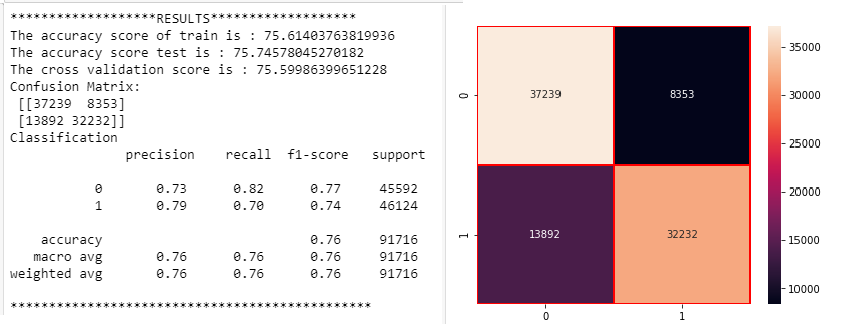 *******************RESULTS*******************
The accuracy score of train is : 75.61403763819936
The accuracy score test is : 75.74578045270182
The cross validation score is : 75.59986399651228
Confusion Matrix:
[[37239  8353]
[13892 32232]]
Classification
precision    recall  f1-score   support
0       0.73      0.82      0.77     45592
1       0.79      0.70      0.74     46124
accuracy                           0.76     91716
macro avg       0.76      0.76      0.76     91716
weighted avg       0.76      0.76      0.76     91716
***********************************************
0
37239 8353
1
13892 32232
0 1
35000
30000
25000
20000
15000
10000